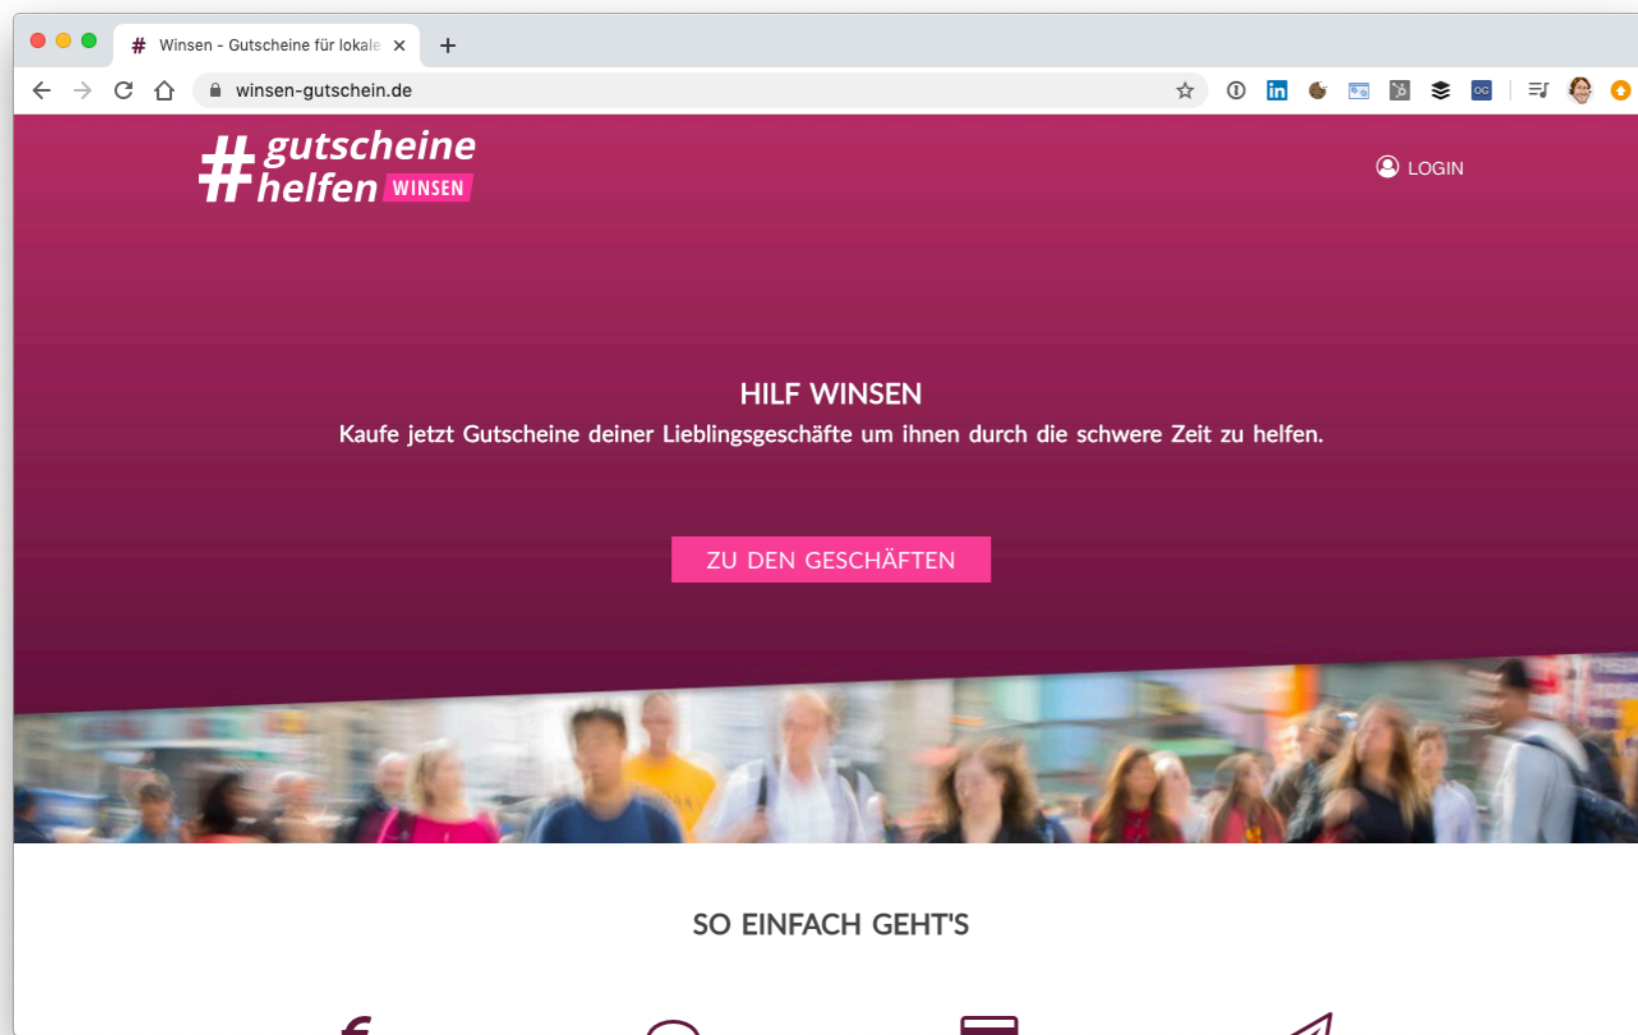 # Winsen - Gutscheine für lokale
winsen-gutschein.de
OG
#gutscheine
helfen WINSEN
LOGIN
HILF WINSEN
Kaufe jetzt Gutscheine deiner Lieblingsgeschäfte um ihnen durch die schwere Zeit zu helfen.
ZU DEN GESCHÄFTEN
SO EINFACH GEHT'S